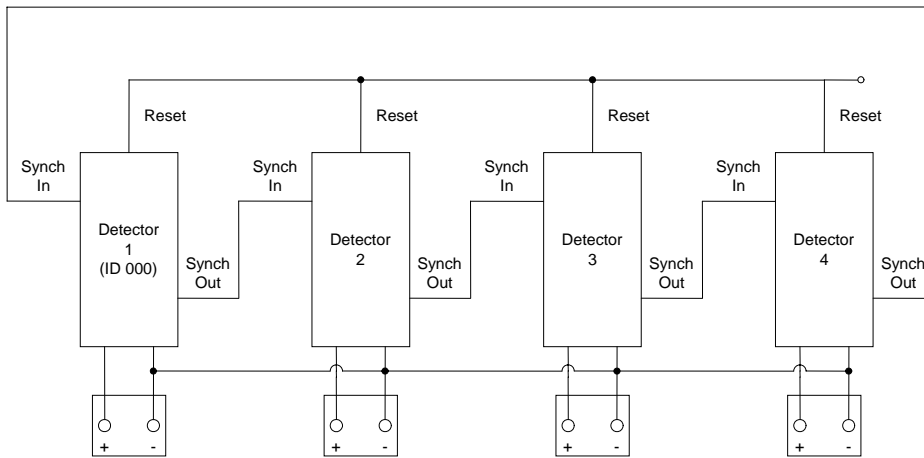 Reset
Reset
Reset
Reset
Synch
In
Synch
In
Synch
In
Synch
In
Detector
1
(ID 000)
Detector
2
Detector
3
Detector
4
Synch
Out
Synch
Out
Synch
Out
Synch
Out
+ -
+ -
+ -
+ -